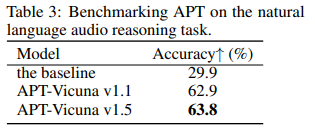 Table 3: Benchmarking APT on the natural
language audio reasoning task.
Model Accuracy↑ (%)
the baseline 29.9
APT-Vicuna v1.1 62.9
APT-Vicuna v1.5 63.8